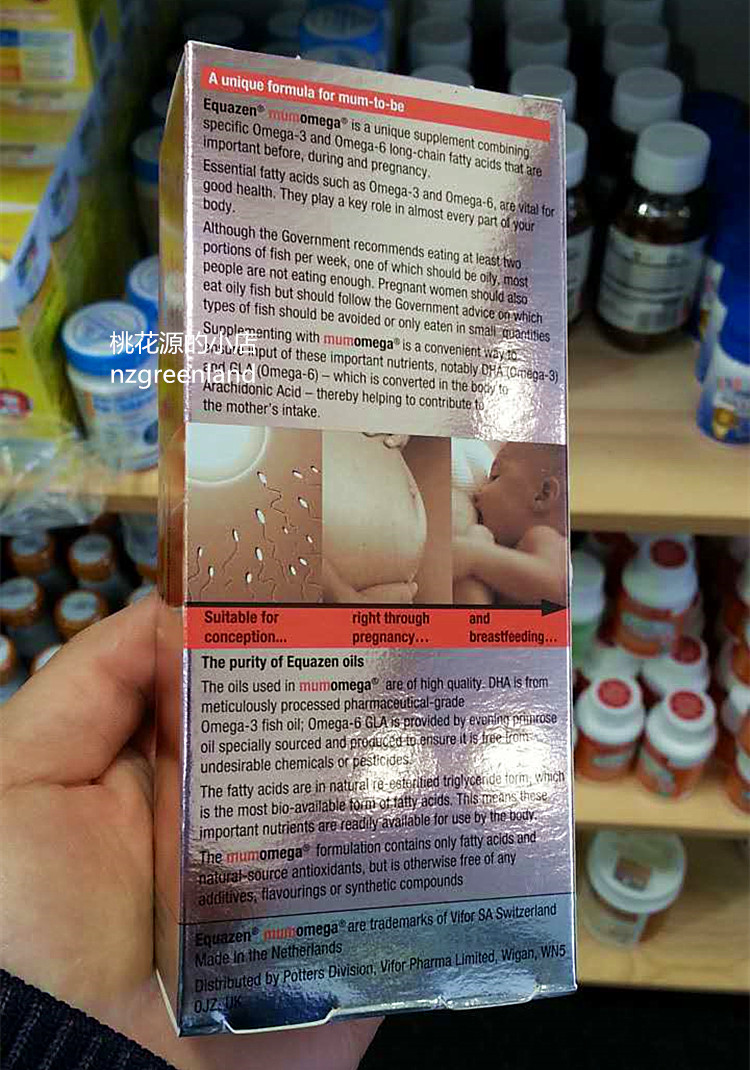 A unique formula for mum-to-be
Equazen® mumomega® is a unique supplement combining
specific Omega-3 and Omega-6 long-chain fatty acids that are
important before, during and pregnancy.
Essential fatty acids such as Omega-3 and Omega-6, are vital for
good health. They play a key role in almost every part of your
body.
Although the Government recommends eating at least two
portions of fish per week, one of which should be oily, most
people are not eating enough. Pregnant women should also
eat oily fish but should follow the Government advice on which
types of fish should be avoided or only eaten in small quantities
Supplementing with mumomega® is a convenient way to
input of these important nutrients, notably DHA (Omega-3)
and GLA (Omega-6) – which is converted in the body to
Arachidonic Acid – thereby helping to contribute to
the mother's intake.
桃花源的小店
nzgreenland
Suitable for
conception...
right through
pregnancy...
and
breastfeeding...
The purity of Equazen oils
The oils used in mumomega® are of high quality. DHA is from
meticulously processed pharmaceutical-grade
Omega-3 fish oil; Omega-6 GLA is provided by evening primrose
oil specially sourced and produced to ensure it is free from
undesirable chemicals or pesticides.
The fatty acids are in natural re-esterified triglyceride form, which
is the most bio-available form of fatty acids. This means these
important nutrients are readily available for use by the body.
The mumomega® formulation contains only fatty acids and
natural-source antioxidants, but is otherwise free of any
additives, flavourings or synthetic compounds
Equazen® mumomega® are trademarks of Vifor SA Switzerland
Made in the Netherlands
Distributed by Potters Division, Vifor Pharma Limited, Wigan, WN5
0JZ, UK